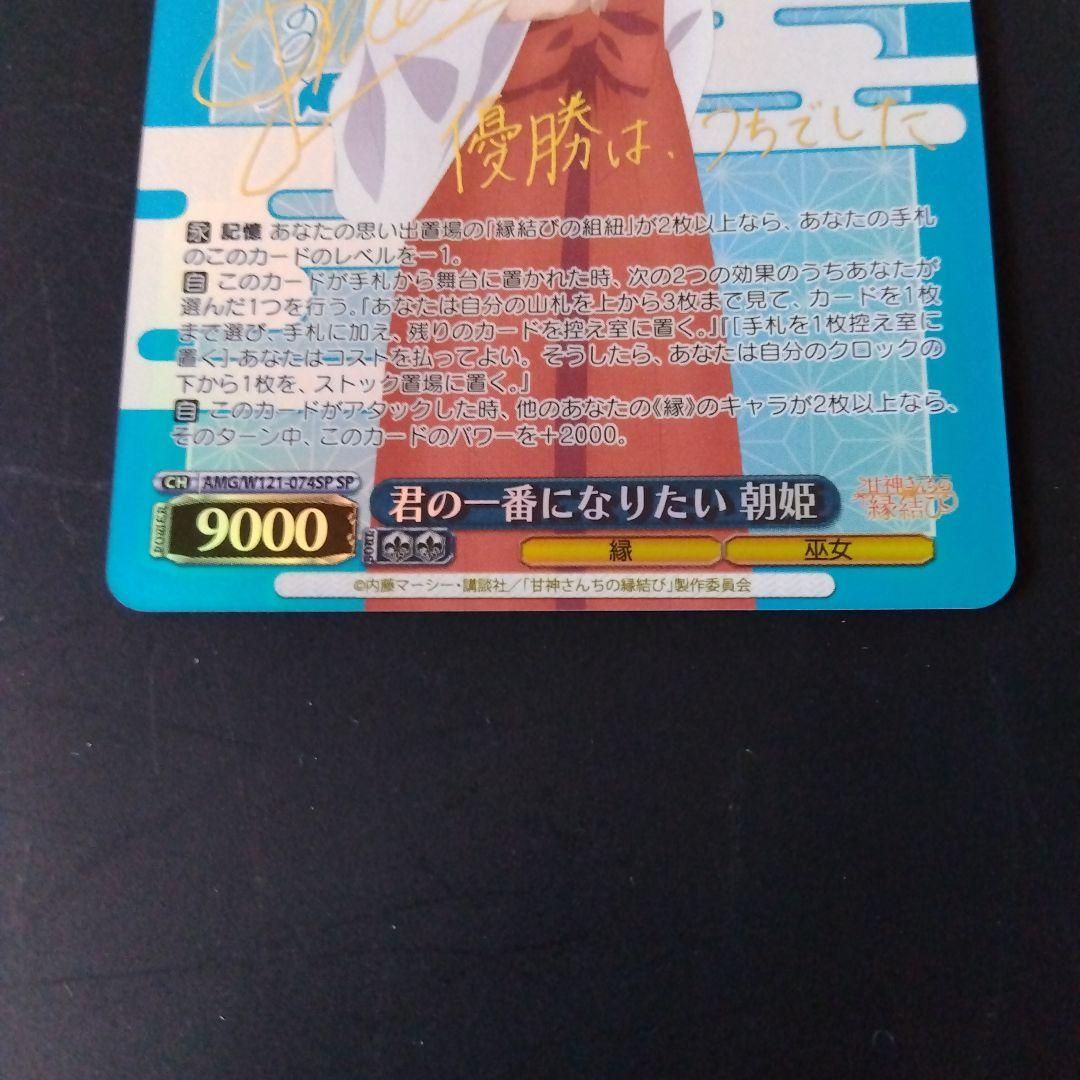 優勝は、うちでした
永 記憶 あなたの思い出置場の「縁結びの組紐」が2枚以上なら、あなたの手札
のこのカードのレベルを－1。
自 このカードが手札から舞台に置かれた時、次の2つの効果のうちあなたが
選んだ1つを行う。『あなたは自分の山札を上から3枚まで見て、カードを1枚
まで選び、手札に加え、残りのカードを控え室に置く。』『［手札を1枚控え室に
置く］ あなたはコストを払ってよい。そうしたら、あなたは自分のクロックの
下から1枚を、ストック置場に置く。』
自 このカードがアタックした時、他のあなたの《縁》のキャラが2枚以上なら、
そのターン中、このカードのパワーを＋2000。
CH AMG/W121-074SP SP
君の一番になりたい 朝姫
甘神さんちの
縁結び
POWER 9000
SOUL
縁
巫女
©内藤マーシー・講談社／「甘神さんちの縁結び」製作委員会